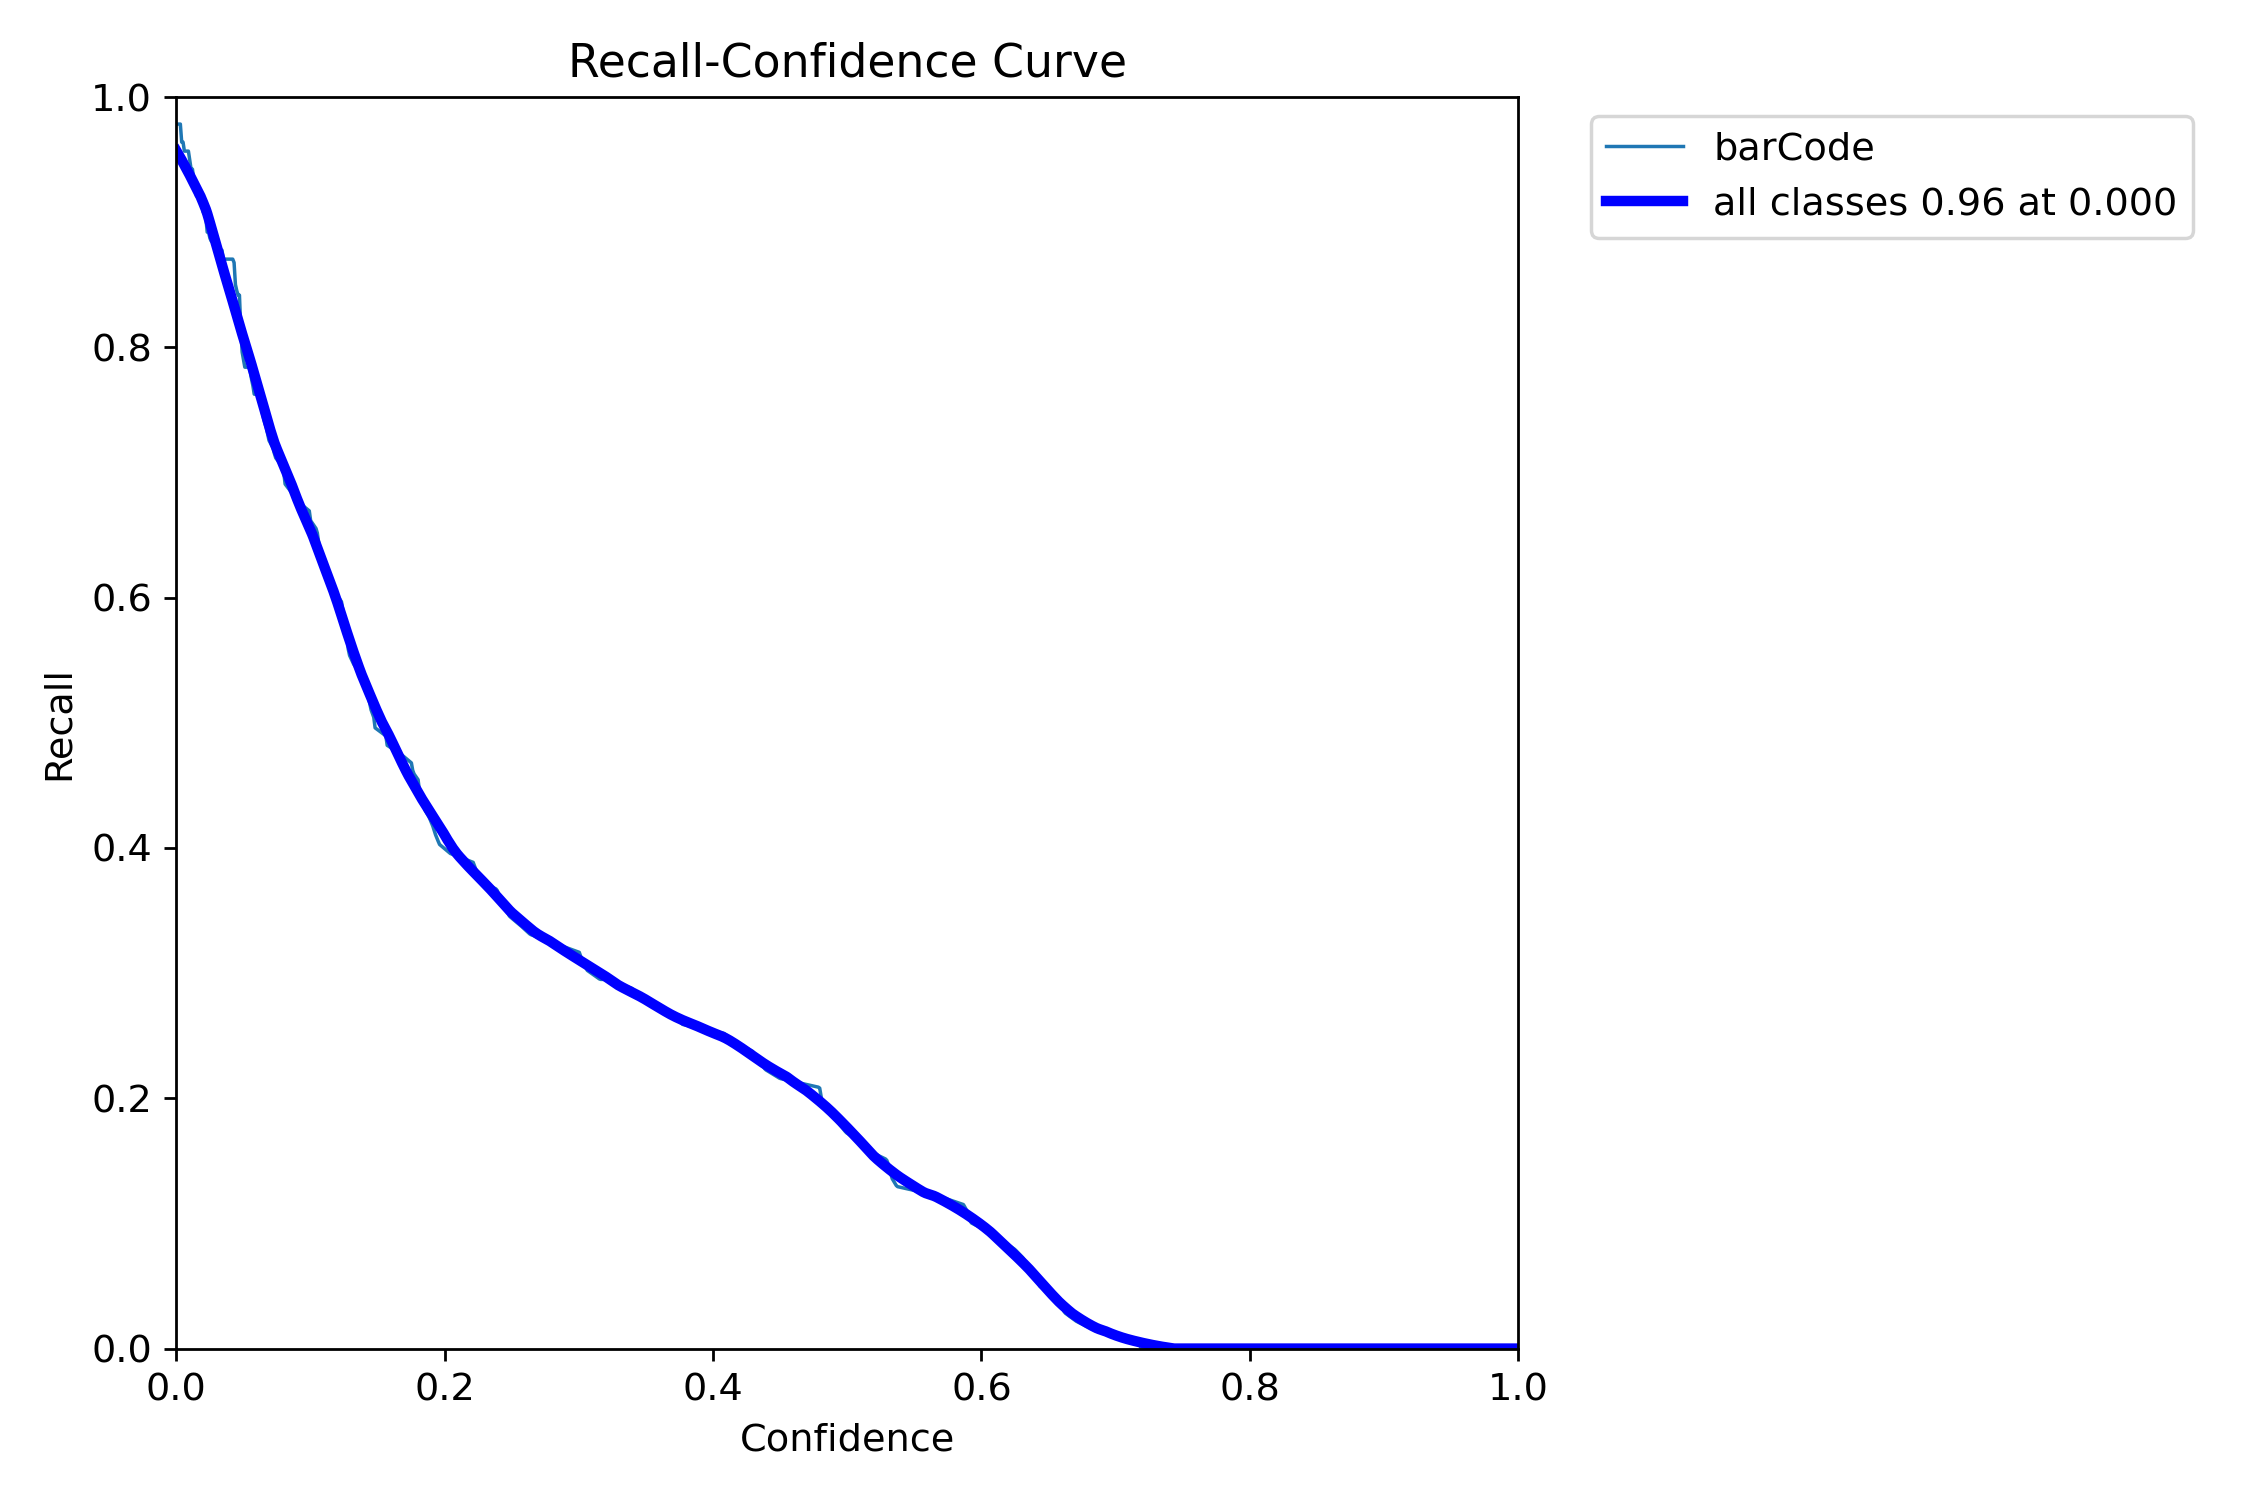 Recall-Confidence Curve
1.0
0.8
0.6
0.4
0.2
0.0
Recall
0.0 0.2 0.4 0.6 0.8 1.0
Confidence
barCode
all classes 0.96 at 0.000